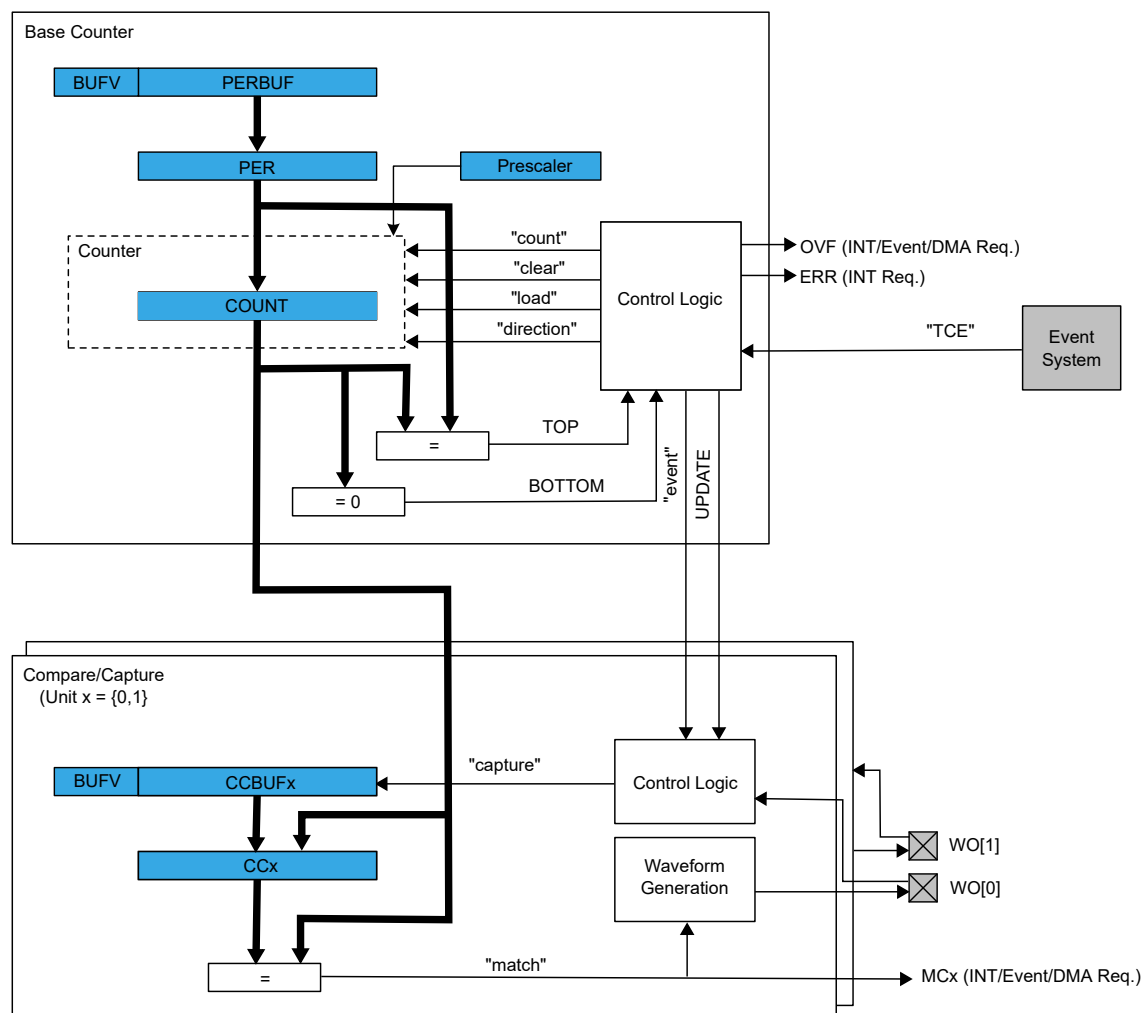 Base Counter
BUFV
PERBUF
PER
Prescaler
Counter
COUNT
"count"
"clear"
"load"
"direction"
Control Logic
OVF (INT/Event/DMA Req.)
ERR (INT Req.)
"TCE"
Event
System
=
TOP
= 0
BOTTOM
"event"
UPDATE
Compare/Capture
(Unit x = {0,1}
BUFV
CCBUFx
"capture"
Control Logic
CCx
Waveform
Generation
WO[1]
WO[0]
=
"match"
MCx (INT/Event/DMA Req.)